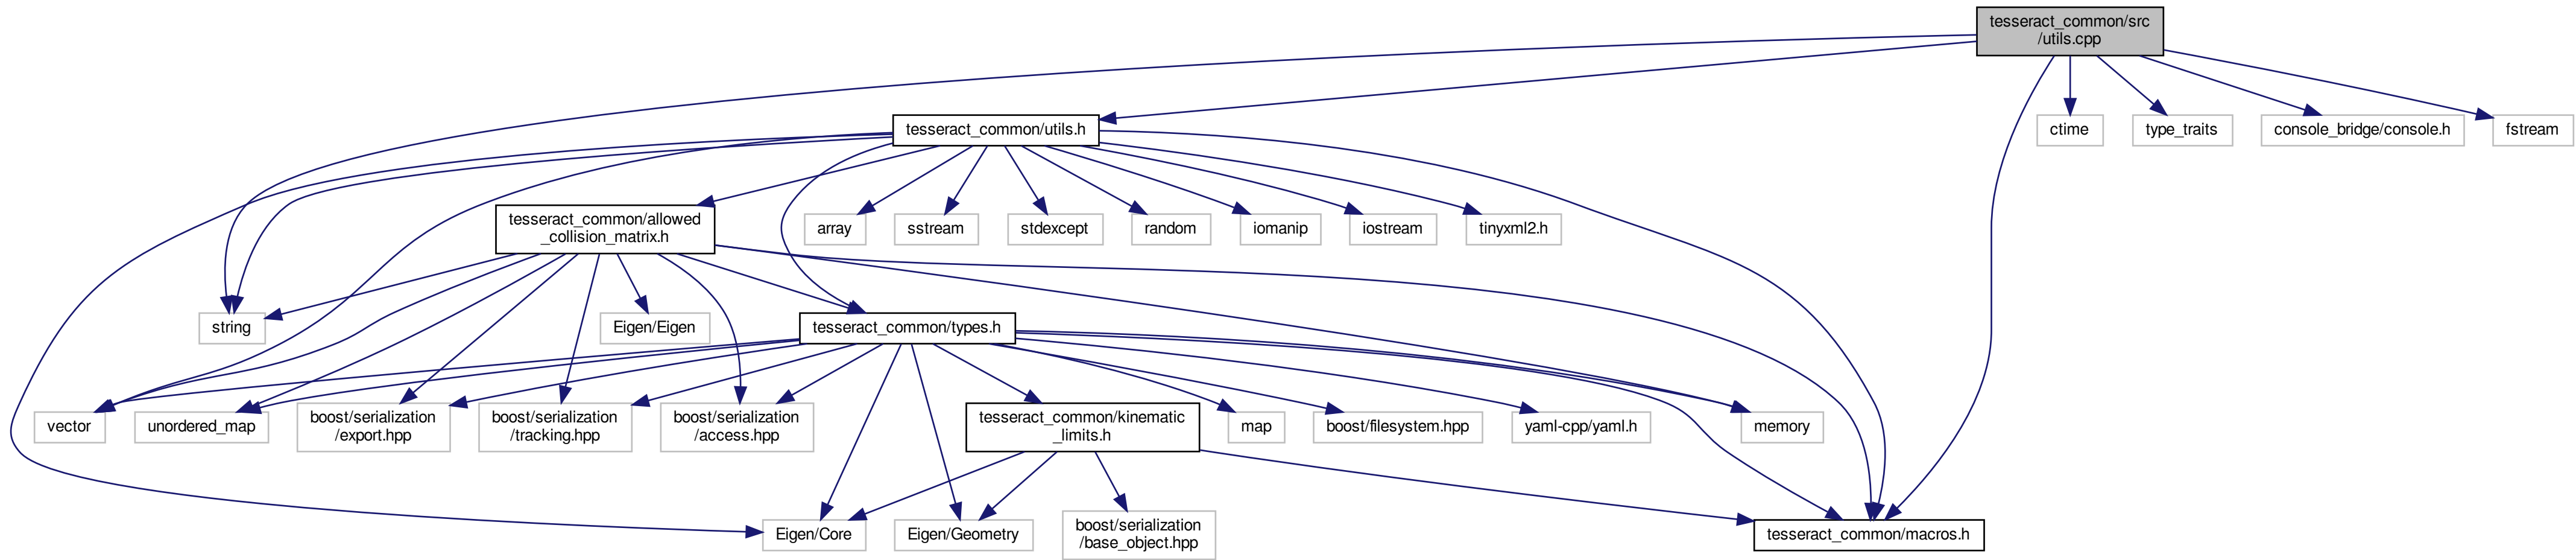 tesseract_common/src
/utils.cpp
tesseract_common/utils.h
ctime
type_traits
console_bridge/console.h
fstream
tesseract_common/allowed
_collision_matrix.h
array
sstream
stdexcept
random
iomanip
iostream
tinyxml2.h
string
Eigen/Eigen
tesseract_common/types.h
vector
unordered_map
boost/serialization
/export.hpp
boost/serialization
/tracking.hpp
boost/serialization
/access.hpp
tesseract_common/kinematic
_limits.h
map
boost/filesystem.hpp
yaml-cpp/yaml.h
memory
Eigen/Core
Eigen/Geometry
boost/serialization
/base_object.hpp
tesseract_common/macros.h